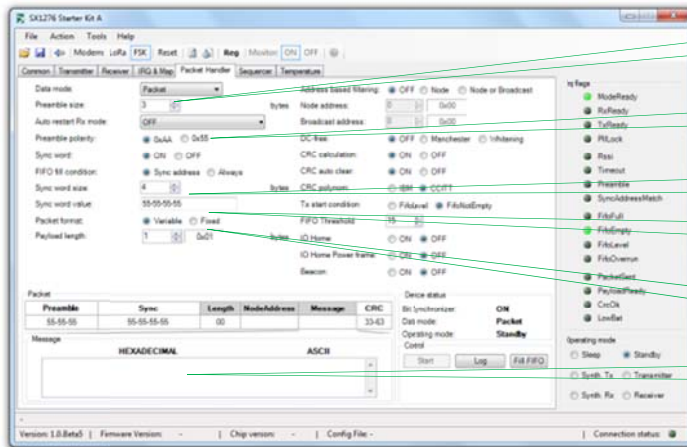 SX1276 Starter Kit A
File Action Tools Help
Modem: LoRa FSK Reset Reg Monitor: ON OFF
Common Transmitter Receiver IRQ & Map Packet Handler Sequencer Temperature
Data mode: Packet
Preamble size: 3 bytes
Auto restart Rx mode: OFF
Preamble polarity: 0xAA 0x55
Sync word: ON OFF
FIFO fill condition: Sync address Always
Sync word size: 4 bytes
Sync word value: 55-55-55-55
Packet format: Variable Fixed
Payload length: 1 0x01 bytes
Address based filtering: OFF Node Node or Broadcast
Node address: 0 0x00
Broadcast address: 0 0x00
DC-free: OFF Manchester Whitening
CRC calculation: ON OFF
CRC auto clear: ON OFF
CRC polynom: IBM CCITT
Tx start condition: FifoLevel FifoNotEmpty
FIFO Threshold: 15
IO Home: ON OFF
IO Home Power frame: ON OFF
Beacon: ON OFF
Irq flags
ModeReady
RxReady
TxReady
PllLock
Rssi
Timeout
Preamble
SyncAddressMatch
FifoFull
FifoEmpty
FifoLevel
FifoOverrun
PacketSent
PayloadReady
CrcOk
LowBat
Packet
Preamble Sync Length NodeAddress Message CRC
55-55-55 55-55-55-55 00 33-63
Message
HEXADECIMAL ASCII
Device status
Bit Synchronizer: ON
Data mode: Packet
Operating mode: Standby
Control
Start Log Fill FIFO
Operating mode
Sleep Standby
Synth. Tx Transmitter
Synth. Rx Receiver
-
Version: 1.0.Beta5 | Firmware Version: - | Chip version: - | Config File: - | Connection status: